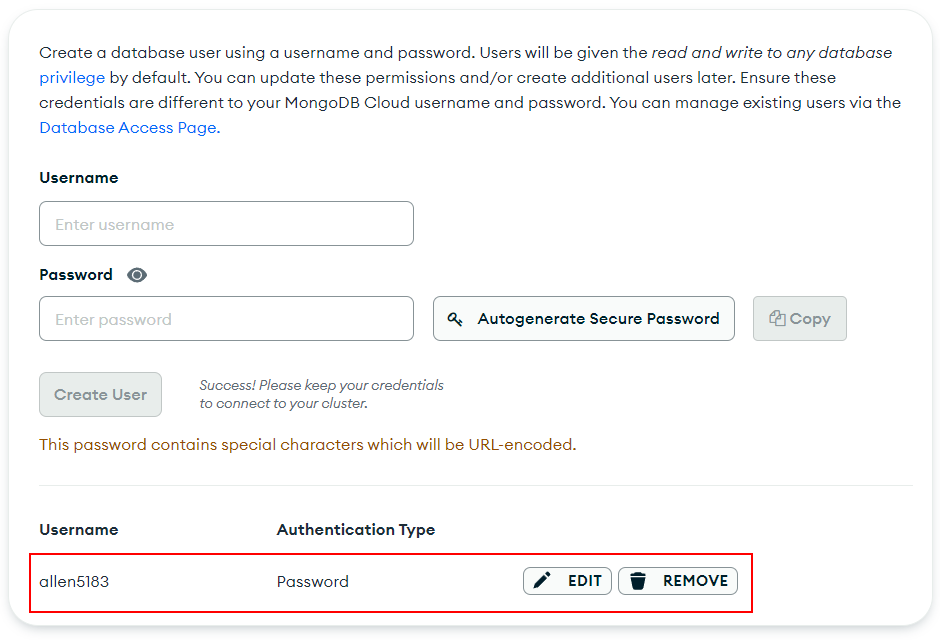 Create a database user using a username and password. Users will be given the read and write to any database
privilege by default. You can update these permissions and/or create additional users later. Ensure these
credentials are different to your MongoDB Cloud username and password. You can manage existing users via the
Database Access Page.
Username
Enter username
Password
Enter password
Autogenerate Secure Password
Copy
Create User
Success! Please keep your credentials
to connect to your cluster.
This password contains special characters which will be URL-encoded.
Username Authentication Type
allen5183 Password EDIT REMOVE